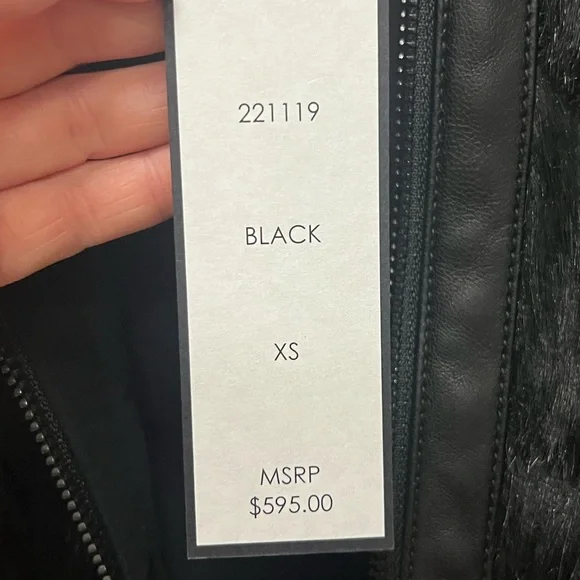 221119
BLACK
XS
MSRP
$595.00